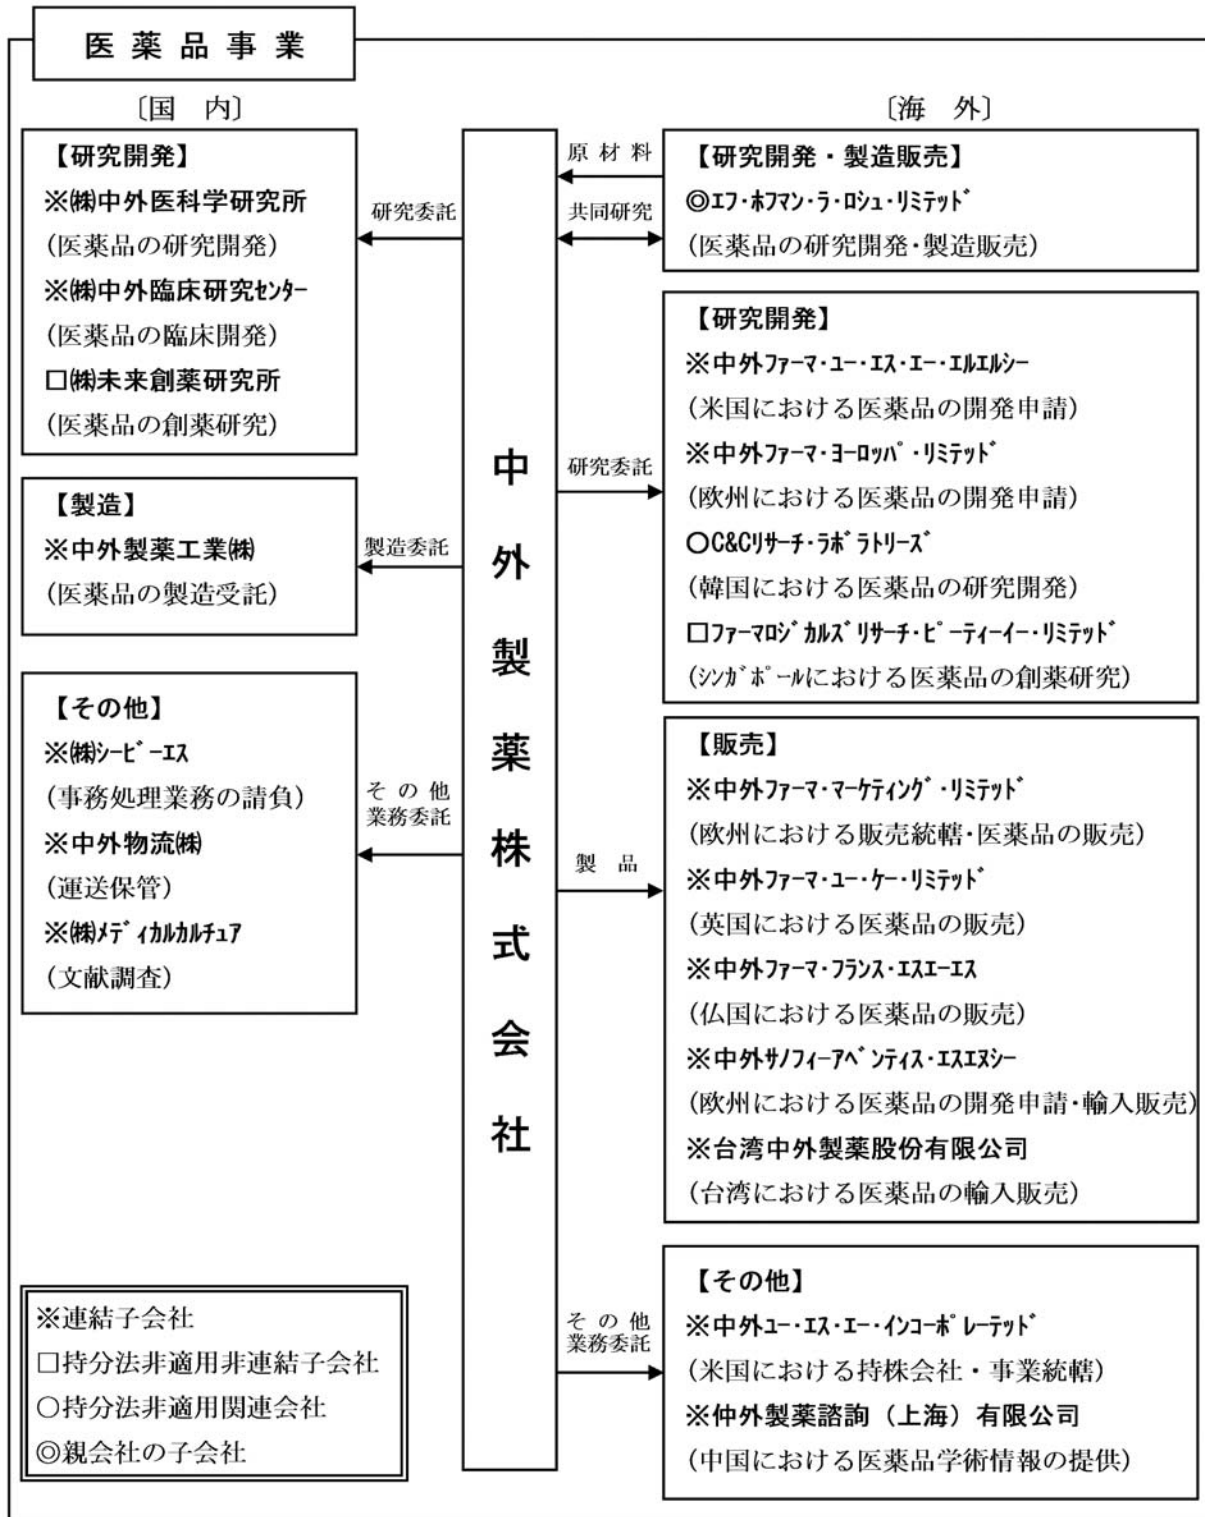 医薬品事業
〔国　内〕
【研究開発】
※㈱中外医科学研究所
(医薬品の研究開発)
※㈱中外臨床研究ｾﾝﾀｰ
(医薬品の臨床開発)
□㈱未来創薬研究所
(医薬品の創薬研究)
研究委託
【製造】
※中外製薬工業㈱
(医薬品の製造受託)
製造委託
【その他】
※㈱ｼｰﾋﾞｰｴｽ
(事務処理業務の請負)
※中外物流㈱
(運送保管)
※㈱ﾒﾃﾞｨｶﾙｶﾙﾁｭｱ
(文献調査)
その他
業務委託
中外製薬株式会社
〔海　外〕
原材料
共同研究
【研究開発・製造販売】
◎ｴﾌ･ﾎﾌﾏﾝ･ﾗ･ﾛｼｭ･ﾘﾐﾃｯﾄﾞ
(医薬品の研究開発･製造販売)
研究委託
【研究開発】
※中外ﾌｧｰﾏ･ﾕｰ･ｴｽ･ｴｰ･ｴﾙｴﾙｼｰ
(米国における医薬品の開発申請)
※中外ﾌｧｰﾏ･ﾖｰﾛｯﾊﾟ･ﾘﾐﾃｯﾄﾞ
(欧州における医薬品の開発申請)
○C&Cﾘｻｰﾁ･ﾗﾎﾞﾗﾄﾘｰｽﾞ
(韓国における医薬品の研究開発)
□ﾌｧｰﾏﾛｼﾞｶﾙｽﾞﾘｻｰﾁ･ﾋﾟｰﾃｨｰｲｰ･ﾘﾐﾃｯﾄﾞ
(ｼﾝｶﾞﾎﾟｰﾙにおける医薬品の創薬研究)
製品
【販売】
※中外ﾌｧｰﾏ･ﾏｰｹﾃｨﾝｸﾞ･ﾘﾐﾃｯﾄﾞ
(欧州における販売統轄･医薬品の販売)
※中外ﾌｧｰﾏ･ﾕｰ･ｹｰ･ﾘﾐﾃｯﾄﾞ
(英国における医薬品の販売)
※中外ﾌｧｰﾏ･ﾌﾗﾝｽ･ｴｽｴｰｴｽ
(仏国における医薬品の販売)
※中外ｻﾉﾌｨｰｱﾍﾞﾝﾃｨｽ･ｴｽｴﾇｼｰ
(欧州における医薬品の開発申請･輸入販売)
※台湾中外製薬股份有限公司
(台湾における医薬品の輸入販売)
その他
業務委託
【その他】
※中外ﾕｰ･ｴｽ･ｴｰ･ｲﾝｺｰﾎﾟﾚｰﾃｯﾄﾞ
(米国における持株会社・事業統轄)
※仲外製薬諮詢（上海）有限公司
(中国における医薬品学術情報の提供)
※連結子会社
□持分法非適用非連結子会社
○持分法非適用関連会社
◎親会社の子会社